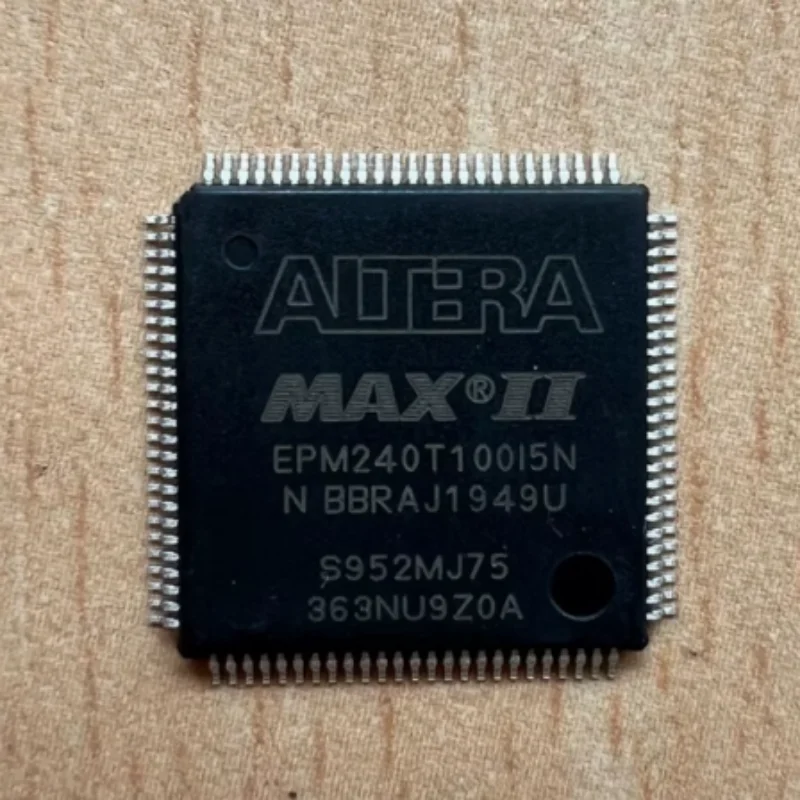 ALTERA
MAX®II
EPM240T100I5N
N BBRAJ1949U
S952MJ75
363NU9Z0A